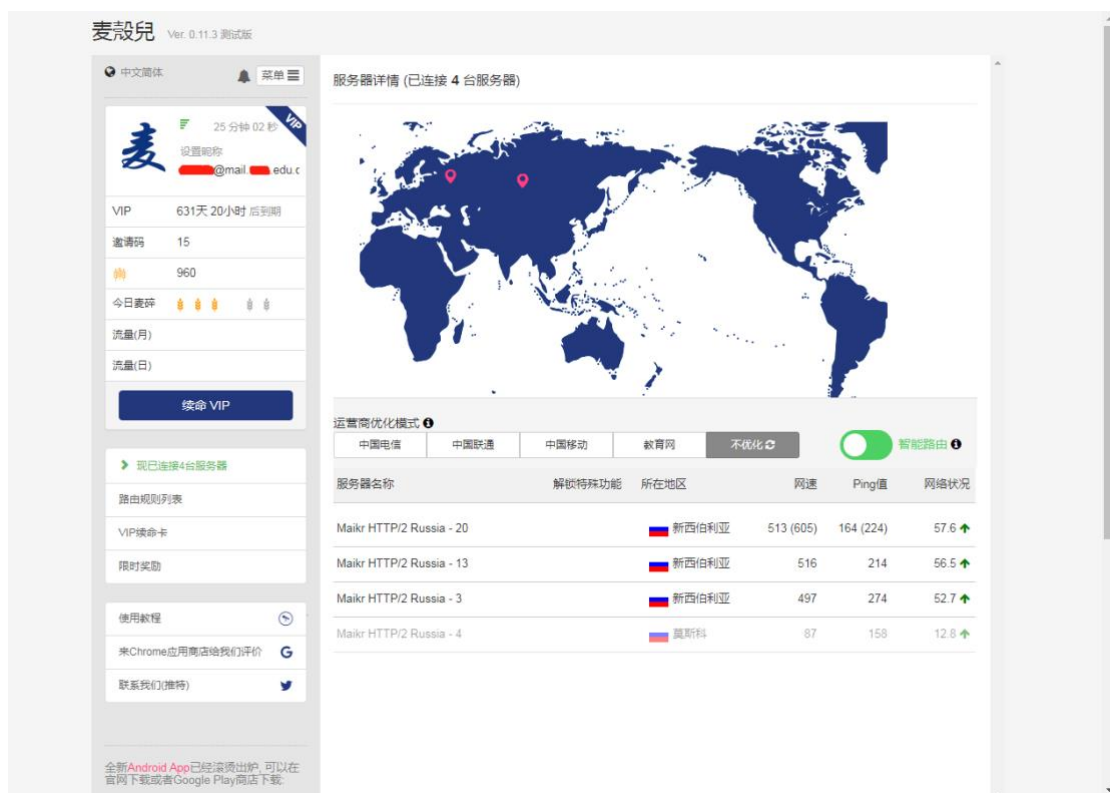 麦殼兒 Ver. 0.11.3 测试版
中文简体
菜单
麦
25 分钟 02 秒
VIP
设置昵称
@mail. edu.c
VIP 631天 20小时 后到期
邀请码 15
960
今日麦碎
流量(月)
流量(日)
续命 VIP
现已连接4台服务器
路由规则列表
VIP续命卡
限时奖励
使用教程
来Chrome应用商店给我们评价
联系我们(推特)
全新Android App已经滚烫出炉, 可以在
官网下载或者Google Play商店下载:
服务器详情 (已连接 4 台服务器)
运营商优化模式
中国电信 中国联通 中国移动 教育网 不优化
智能路由
服务器名称 解锁特殊功能 所在地区 网速 Ping值 网络状况
Maikr HTTP/2 Russia - 20 新西伯利亚 513 (605) 164 (224) 57.6
Maikr HTTP/2 Russia - 13 新西伯利亚 516 214 56.5
Maikr HTTP/2 Russia - 3 新西伯利亚 497 274 52.7
Maikr HTTP/2 Russia - 4 莫斯科 87 158 12.8